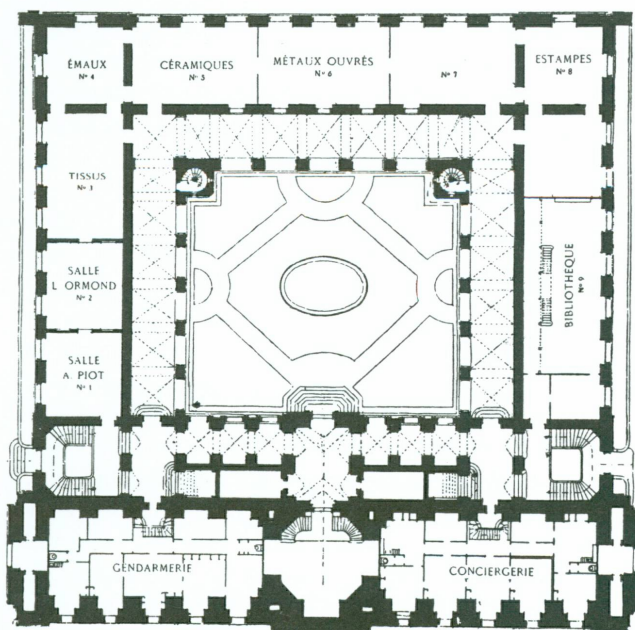 ÉMAUX
No 4
CÉRAMIQUES
No 5
MÉTAUX OUVRÉS
No 6
No 7
ESTAMPES
No 8
TISSUS
No 3
SALLE
L ORMOND
No 2
SALLE
A. PIOT
No 1
BIBLIOTHEQUE
No 9
GENDARMERIE
CONCIERGERIE